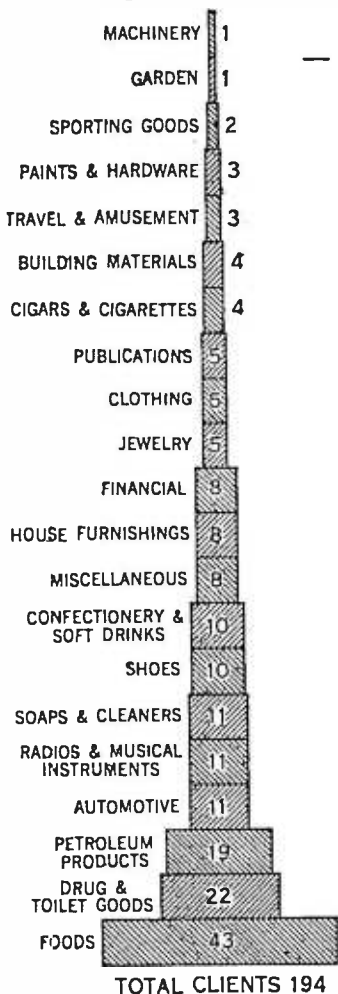 MACHINERY 1
GARDEN 1
SPORTING GOODS 2
PAINTS & HARDWARE 3
TRAVEL & AMUSEMENT 3
BUILDING MATERIALS 4
CIGARS & CIGARETTES 4
PUBLICATIONS 5
CLOTHING 5
JEWELRY 5
FINANCIAL 8
HOUSE FURNISHINGS 8
MISCELLANEOUS 8
CONFECTIONERY &
SOFT DRINKS 10
SHOES 10
SOAPS & CLEANERS 11
RADIOS & MUSICAL
INSTRUMENTS 11
AUTOMOTIVE 11
PETROLEUM
PRODUCTS 19
DRUG &
TOILET GOODS 22
FOODS 43
TOTAL CLIENTS 194